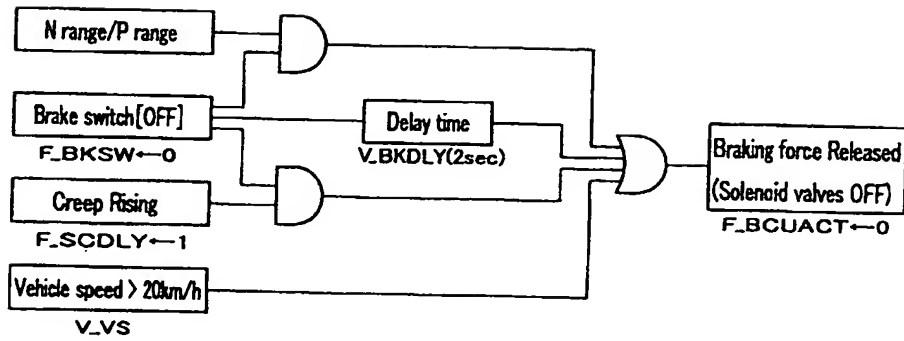 N range/P range
Brake switch[OFF]
F_BKSW←0
Delay time
V_BKDLY(2sec)
Creep Rising
F_SCDLY←1
Vehicle speed > 20km/h
V_VS
Braking force Released
(Solenoid valves OFF)
F_BCUACT←0